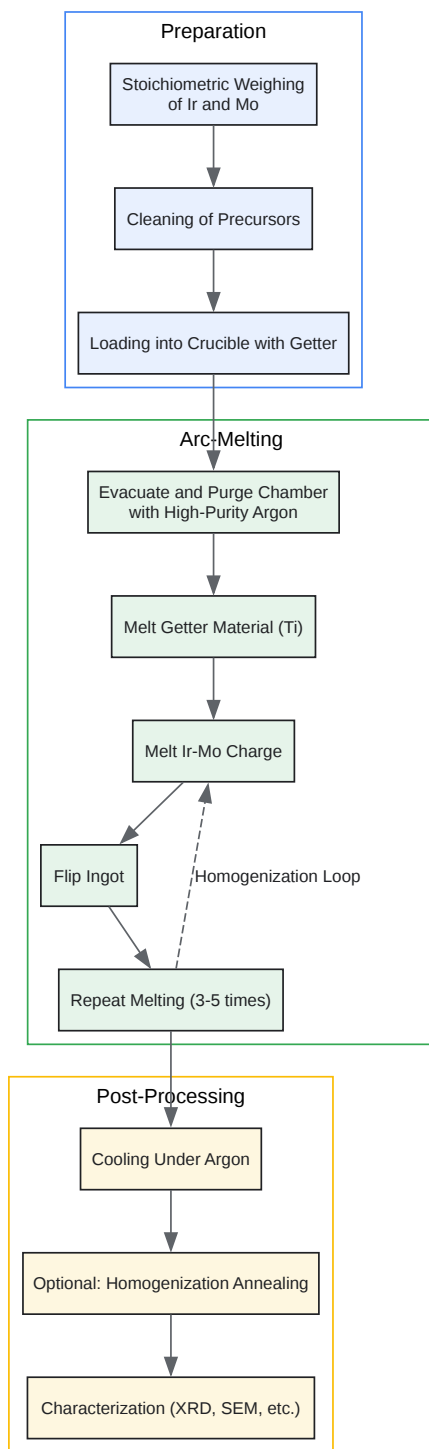 Preparation
Stoichiometric Weighing
of Ir and Mo
Cleaning of Precursors
Loading into Crucible with Getter
Arc-Melting
Evacuate and Purge Chamber
with High-Purity Argon
Melt Getter Material (Ti)
Melt Ir-Mo Charge
Flip Ingot
Homogenization Loop
Repeat Melting (3-5 times)
Post-Processing
Cooling Under Argon
Optional: Homogenization Annealing
Characterization (XRD, SEM, etc.)